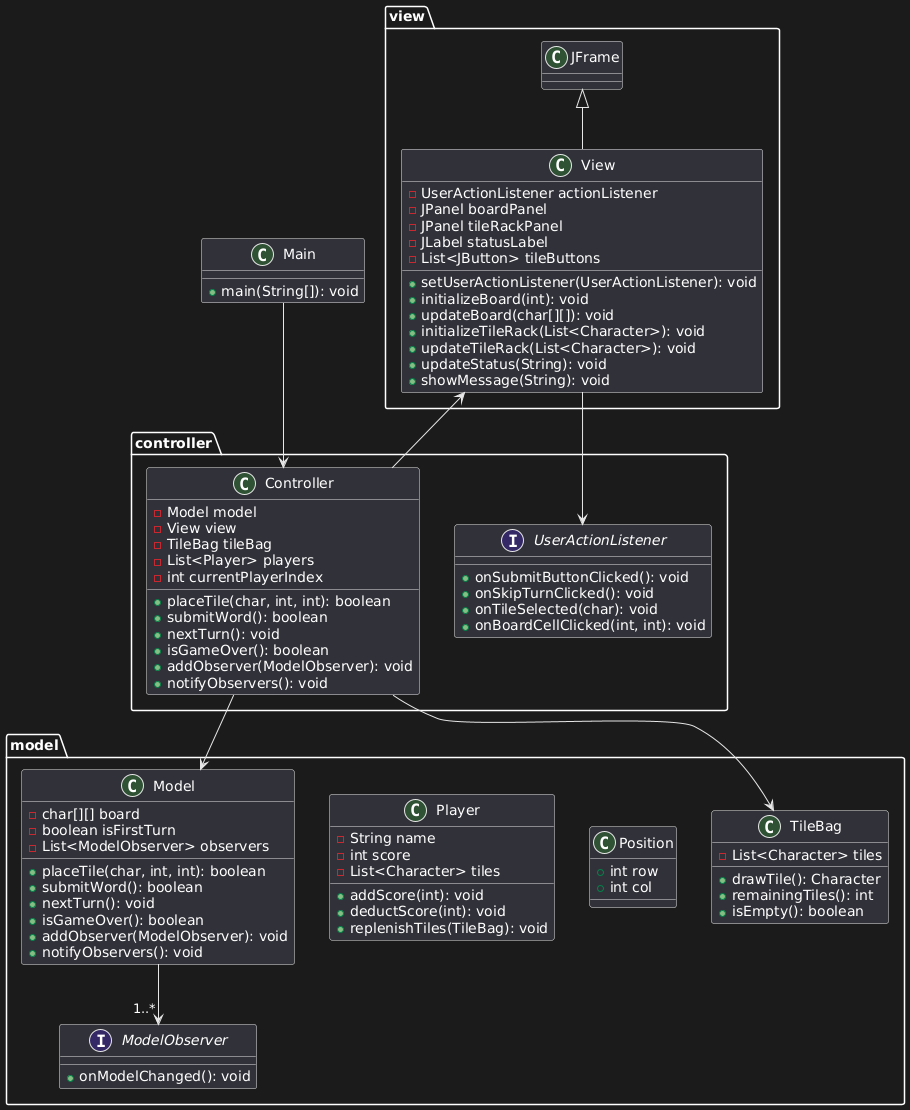 view
C JFrame
C View
UserActionListener actionListener
JPanel boardPanel
JPanel tileRackPanel
JLabel statusLabel
List<JButton> tileButtons
setUserActionListener(UserActionListener): void
initializeBoard(int): void
updateBoard(char[][]): void
initializeTileRack(List<Character>): void
updateTileRack(List<Character>): void
updateStatus(String): void
showMessage(String): void
C Main
main(String[]): void
controller
C Controller
Model model
View view
TileBag tileBag
List<Player> players
int currentPlayerIndex
placeTile(char, int, int): boolean
submitWord(): boolean
nextTurn(): void
isGameOver(): boolean
addObserver(ModelObserver): void
notifyObservers(): void
I UserActionListener
onSubmitButtonClicked(): void
onSkipTurnClicked(): void
onTileSelected(char): void
onBoardCellClicked(int, int): void
model
C Model
char[][] board
boolean isFirstTurn
List<ModelObserver> observers
placeTile(char, int, int): boolean
submitWord(): boolean
nextTurn(): void
isGameOver(): boolean
addObserver(ModelObserver): void
notifyObservers(): void
C Player
String name
int score
List<Character> tiles
addScore(int): void
deductScore(int): void
replenishTiles(TileBag): void
C Position
int row
int col
C TileBag
List<Character> tiles
drawTile(): Character
remainingTiles(): int
isEmpty(): boolean
1..*
I ModelObserver
onModelChanged(): void